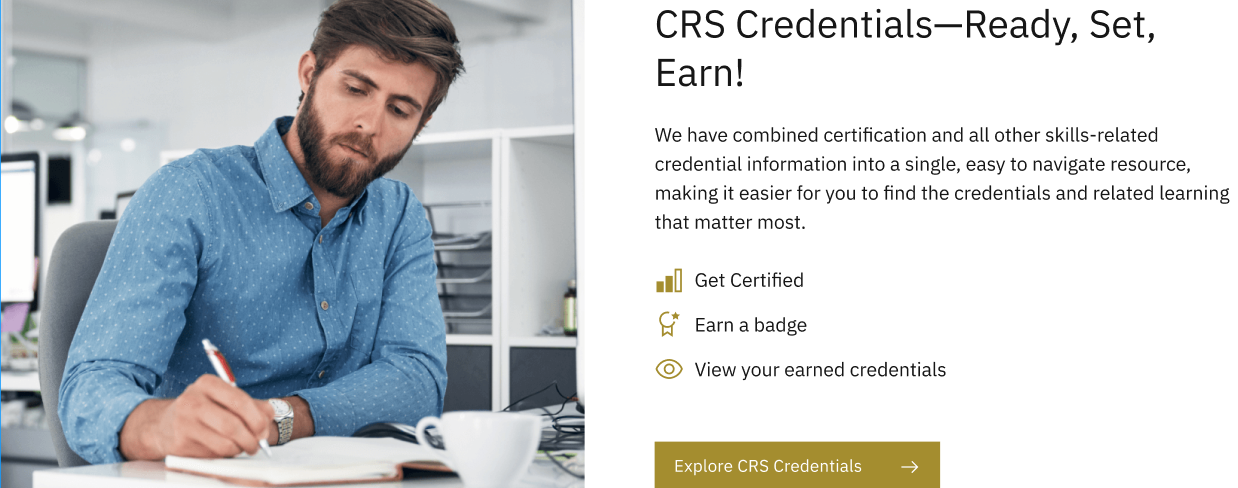 CRS Credentials—Ready, Set,
Earn!
We have combined certification and all other skills-related
credential information into a single, easy to navigate resource,
making it easier for you to find the credentials and related learning
that matter most.
Get Certified
Earn a badge
View your earned credentials
Explore CRS Credentials